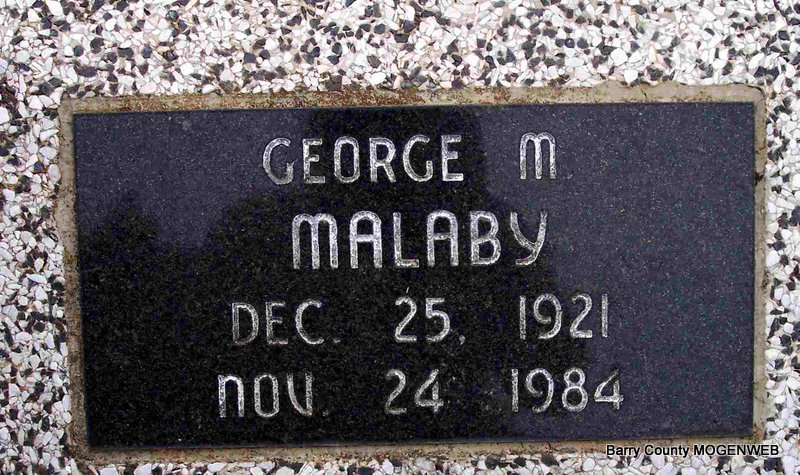 GEORGE M.
MALABY
DEC. 25, 1921
NOV. 24 1984
Barry County MOGENWEB